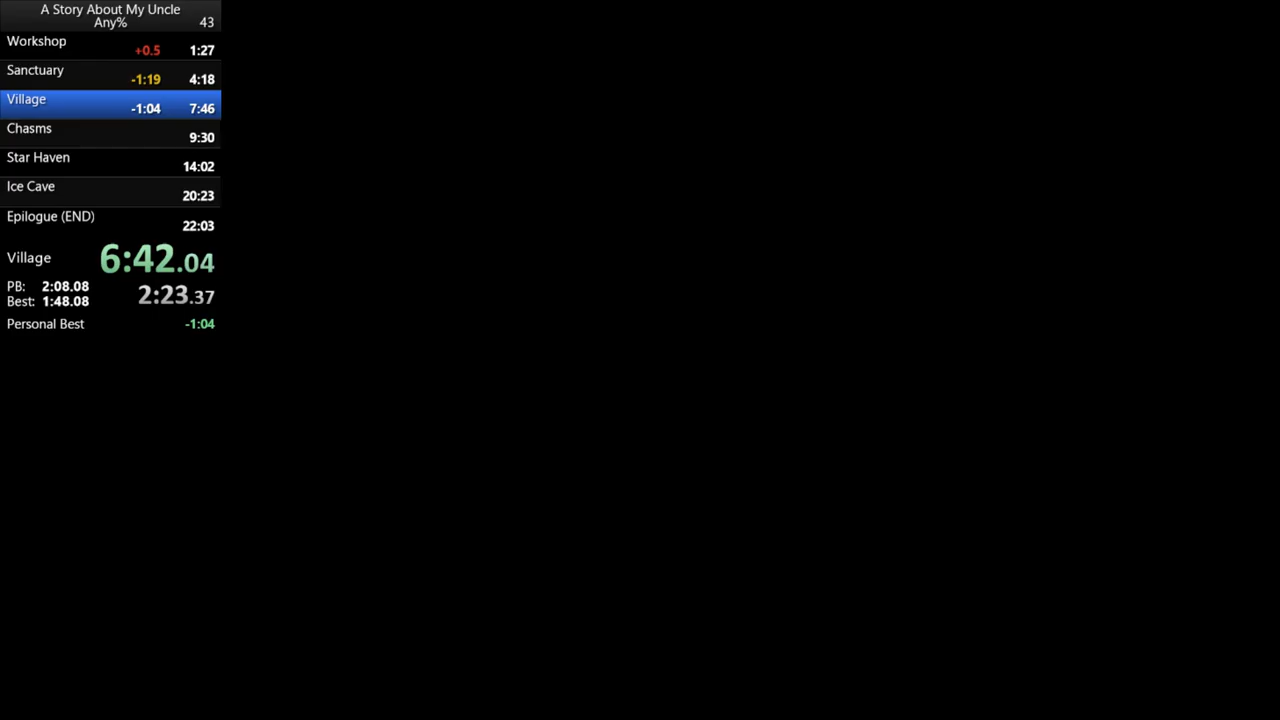 A Story About My Uncle
Any% 43
Workshop +0.5 1:27
Sanctuary -1:19 4:18
Village -1:04 7:46
Chasms 9:30
Star Haven 14:02
Ice Cave 20:23
Epilogue (END) 22:03
Village 6:42.04
PB: 2:08.08
Best: 1:48.08 2:23.37
Personal Best -1:04